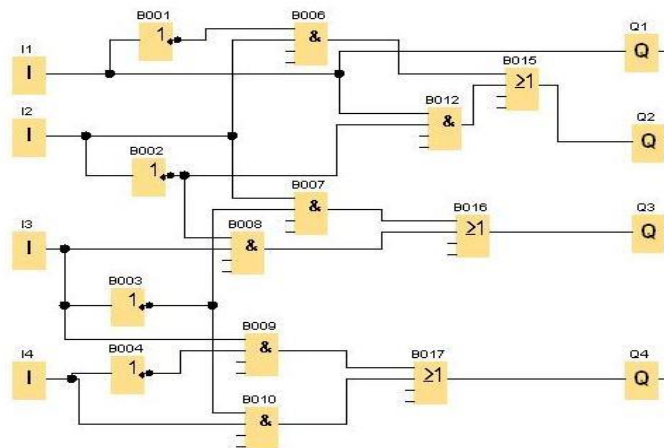 B001
B006
I1
1
&
B015
Q1
I
≥1
Q
B012
I2
&
Q2
I
B002
Q
1
B007
B008
&
B016
I3
Q3
&
≥1
I
Q
B003
1
B009
I4
B004
&
B017
Q4
I
1
≥1
Q
B010
&